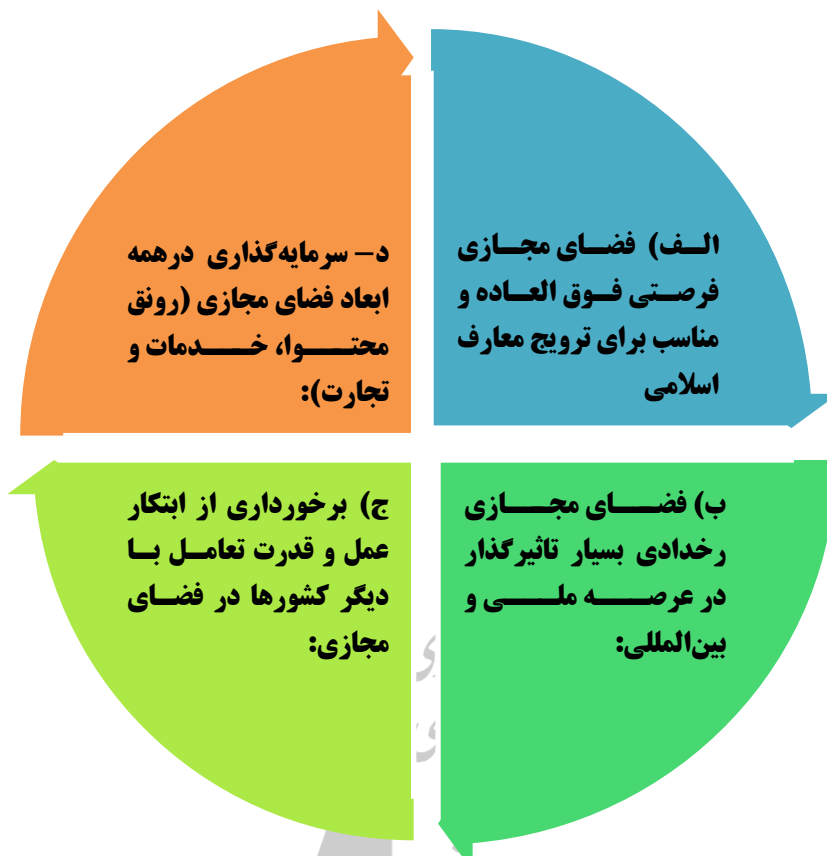 الف) فضای مجازی
فرصتی فوق العاده و
مناسب برای ترویج معارف
اسلامی
ب) فضای مجازی
رخدادی بسیار تاثیرگذار
در عرصه ملی و
بین‌المللی:
ج) برخورداری از ابتکار
عمل و قدرت تعامل با
دیگر کشورها در فضای
مجازی:
د– سرمایه‌گذاری درهمه
ابعاد فضای مجازی (رونق
محتوا، خدمات و
تجارت):